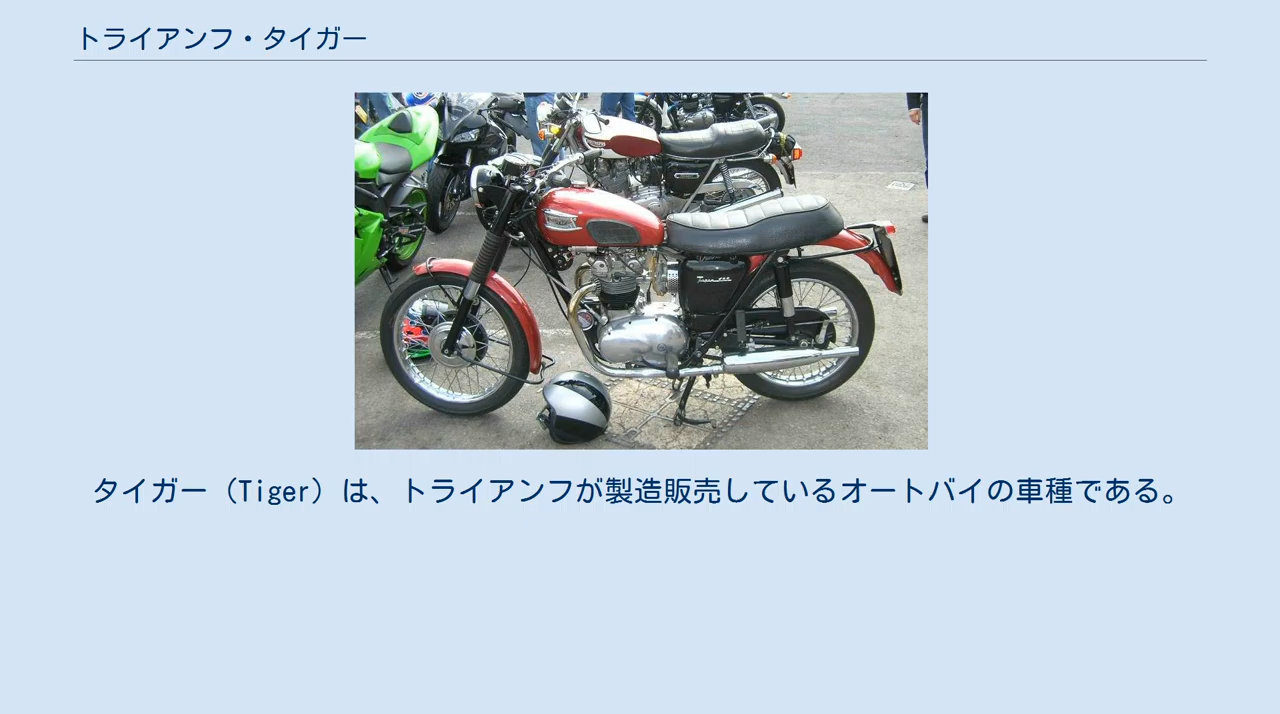 トライアンフ・タイガー
タイガー（Tiger）は、トライアンフが製造販売しているオートバイの車種である。